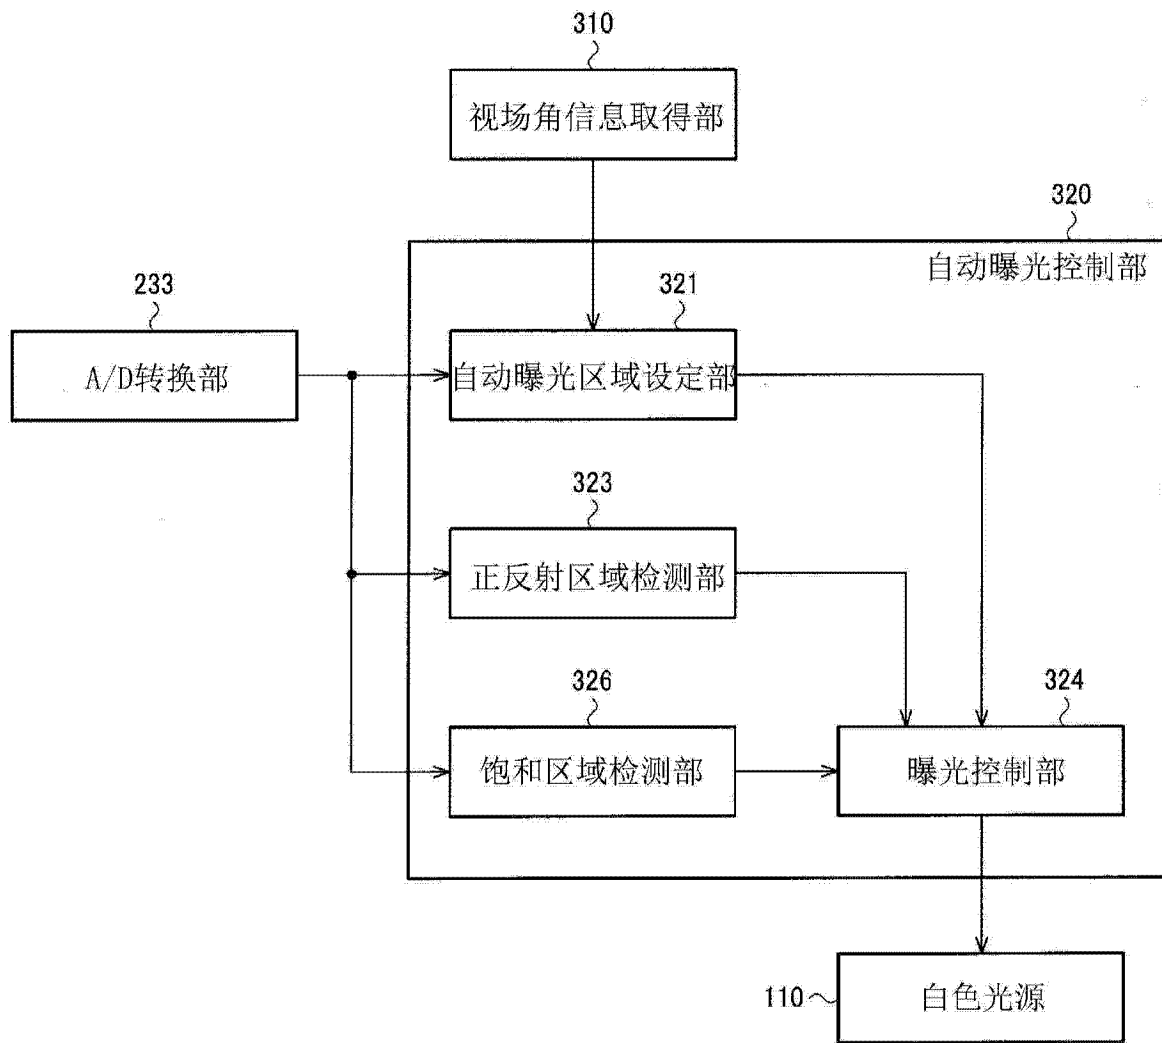 310
视场角信息取得部
320
自动曝光控制部
233
A/D转换部
321
自动曝光区域设定部
323
正反射区域检测部
326
饱和区域检测部
324
曝光控制部
110
白色光源